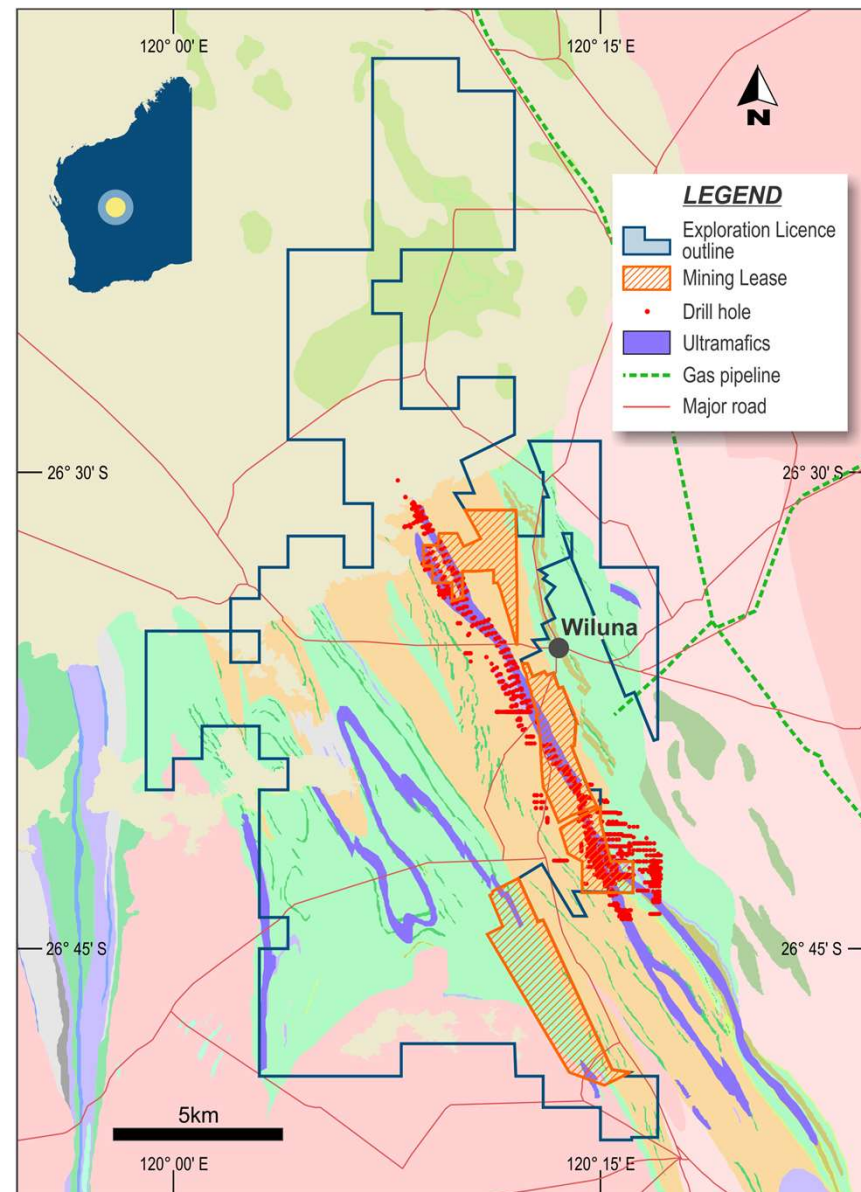 120° 00' E
120° 15' E
N
LEGEND
Exploration Licence
outline
Mining Lease
Drill hole
Ultramafics
Gas pipeline
Major road
26° 30' S
26° 30' S
Wiluna
26° 45' S
26° 45' S
5km
120° 00' E
120° 15' E